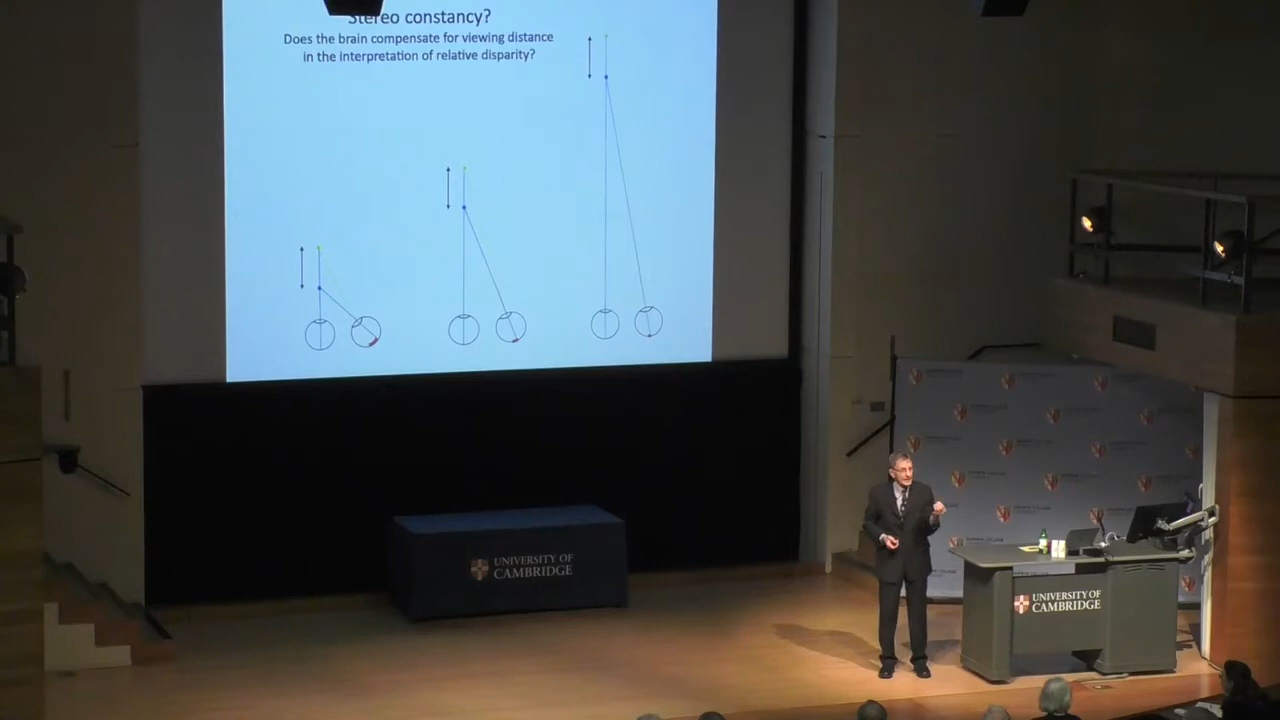 Stereo constancy?
Does the brain compensate for viewing distance
in the interpretation of relative disparity?
UNIVERSITY OF
CAMBRIDGE
UNIVERSITY OF
CAMBRIDGE